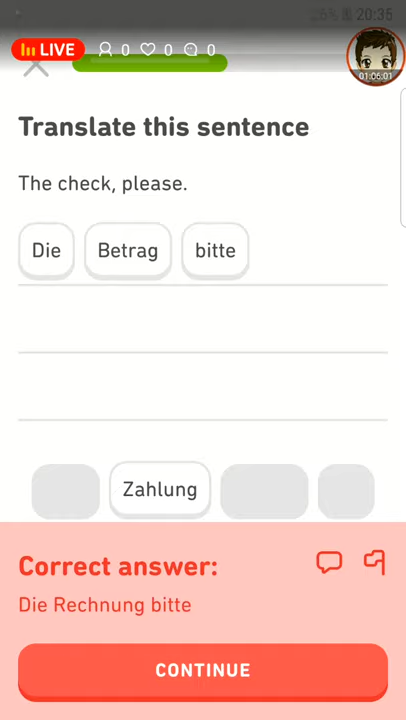 20:35
LIVE 0 0 0
01:06:01
Translate this sentence
The check, please.
Die Betrag bitte
Zahlung
Correct answer:
Die Rechnung bitte
CONTINUE